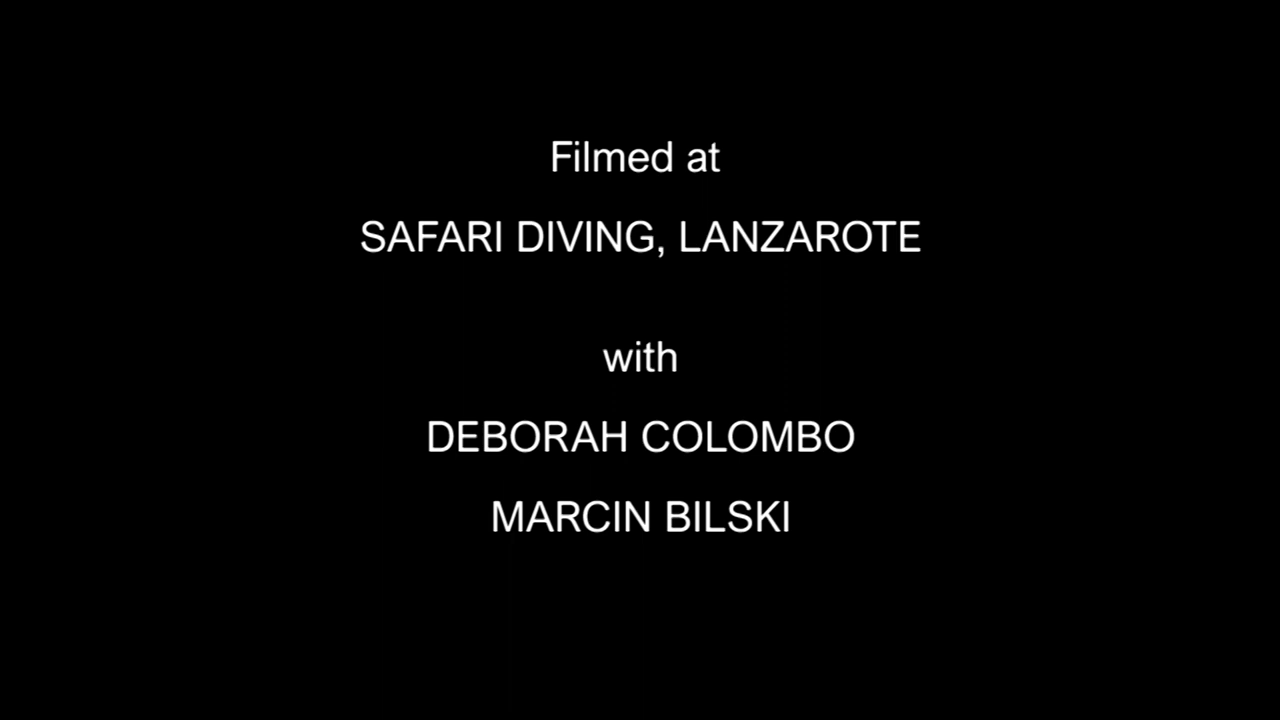 Filmed at
SAFARI DIVING, LANZAROTE
with
DEBORAH COLOMBO
MARCIN BILSKI